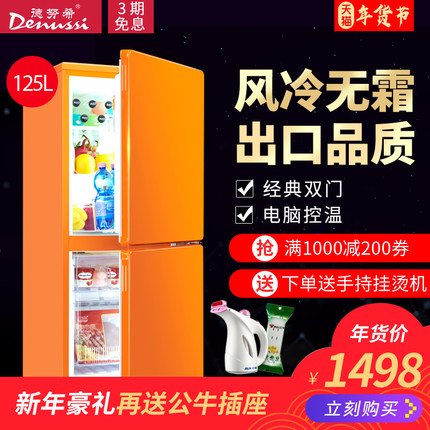 德努希
Denussi
3期
免息
天猫年货节
125L
风冷无霜
出口品质
经典双门
电脑控温
抢 满1000减200券
送 下单送手持挂烫机
年货价
¥1498
新年豪礼再送公牛插座
立刻购买